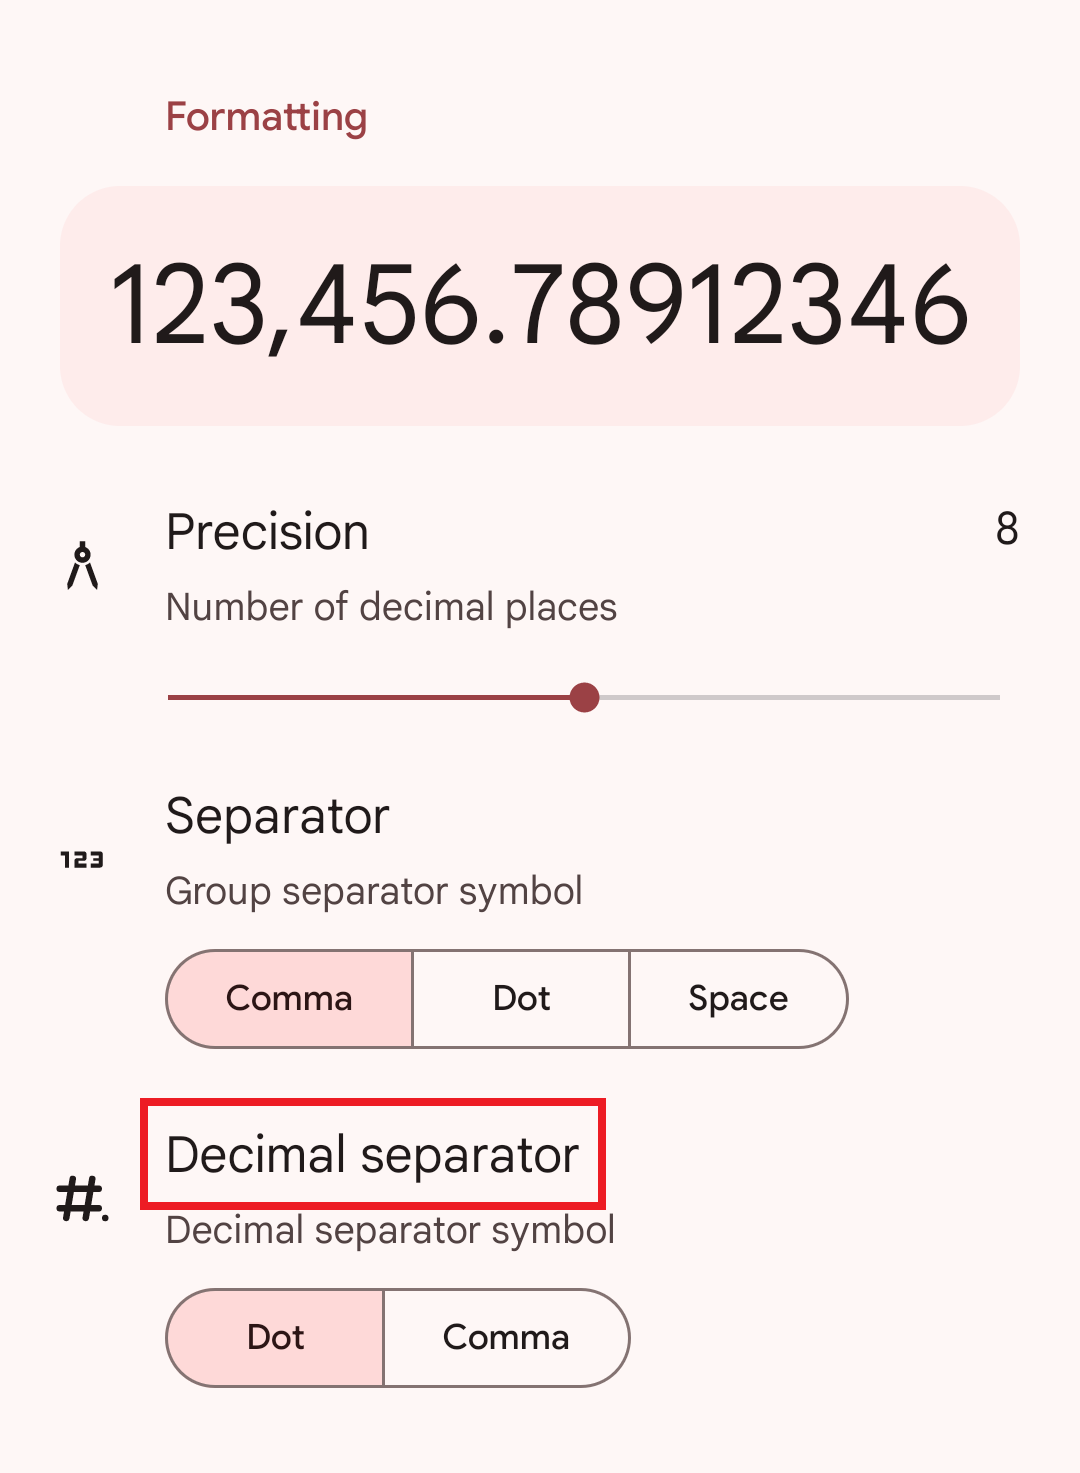 Formatting
123,456.78912346
Precision 8
Number of decimal places
123
Separator
Group separator symbol
Comma Dot Space
Decimal separator
#.
Decimal separator symbol
Dot Comma